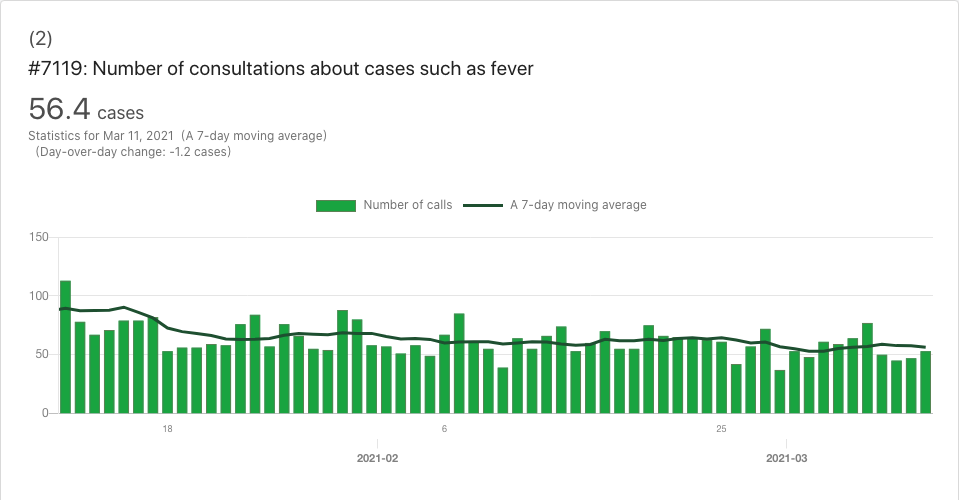 (2)
#7119: Number of consultations about cases such as fever
56.4 cases
Statistics for Mar 11, 2021 (A 7-day moving average)
(Day-over-day change: -1.2 cases)
Number of calls A 7-day moving average
150
100
50
0
18 6 25
2021-02 2021-03